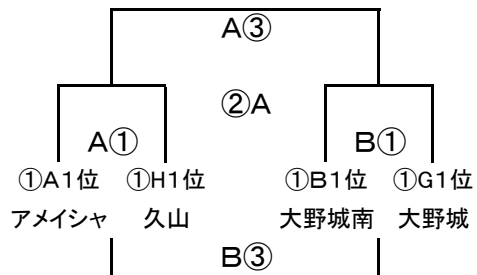 A③
②A
A① B①
①A1位 ①H1位 ①B1位 ①G1位
アメイシャ 久山 大野城南 大野城
B③